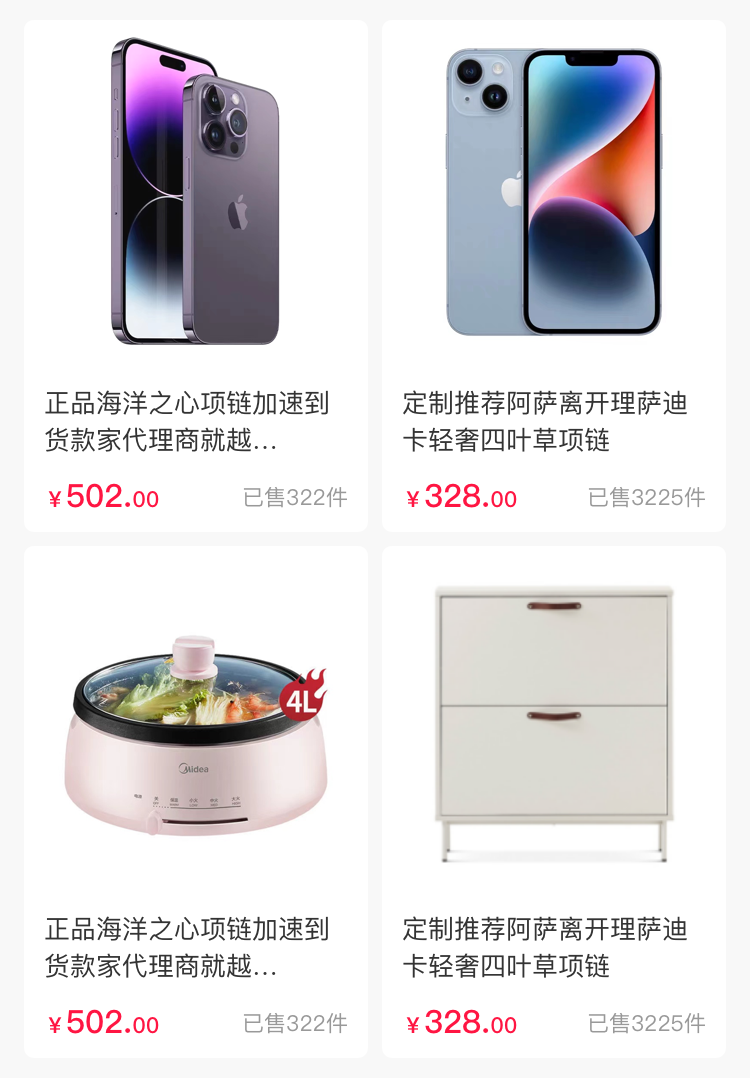 正品海洋之心项链加速到
货款家代理商就越...
¥502.00 已售322件
定制推荐阿萨离开理萨迪
卡轻奢四叶草项链
¥328.00 已售3225件
4L
Midea
正品海洋之心项链加速到
货款家代理商就越...
¥502.00 已售322件
定制推荐阿萨离开理萨迪
卡轻奢四叶草项链
¥328.00 已售3225件